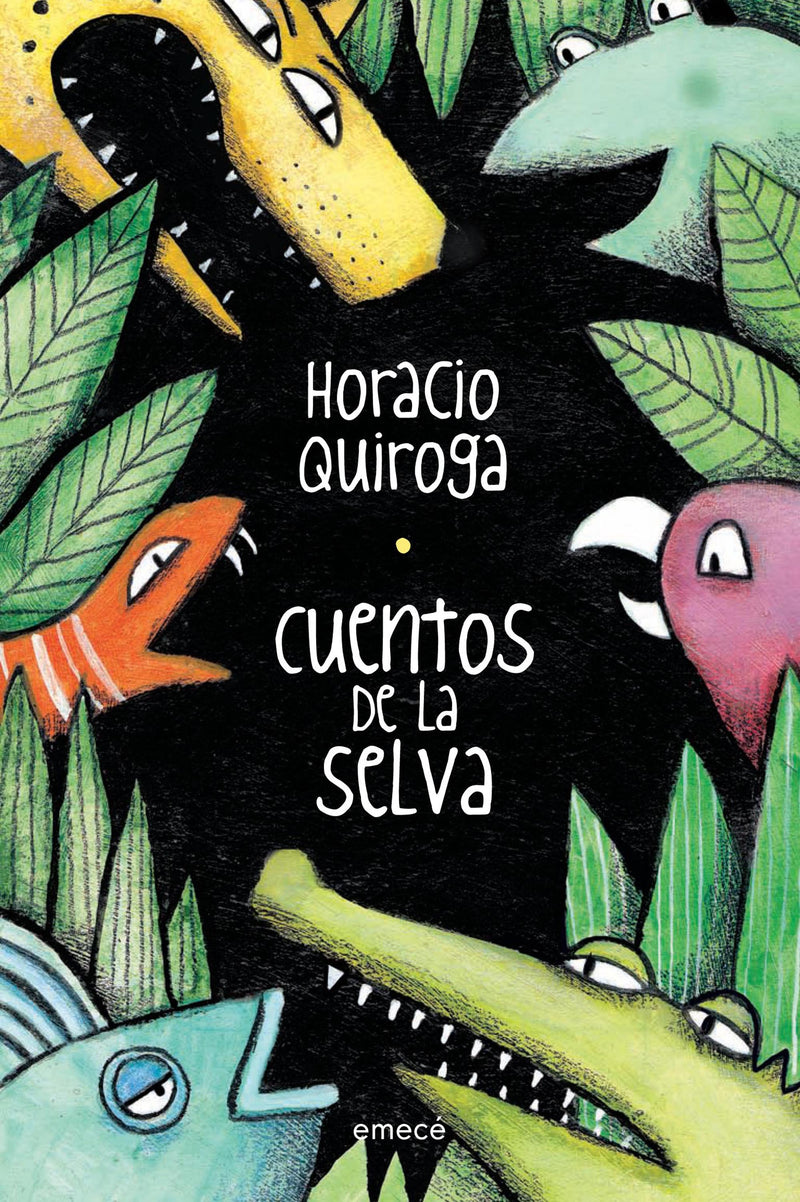 Horacio
Quiroga
cuentos
de la
selva
emecé